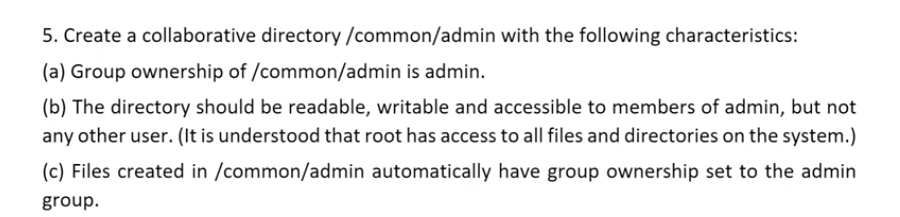 5. Create a collaborative directory /common/admin with the following characteristics:
(a) Group ownership of /common/admin is admin.
(b) The directory should be readable, writable and accessible to members of admin, but not
any other user. (It is understood that root has access to all files and directories on the system.)
(c) Files created in /common/admin automatically have group ownership set to the admin
group.